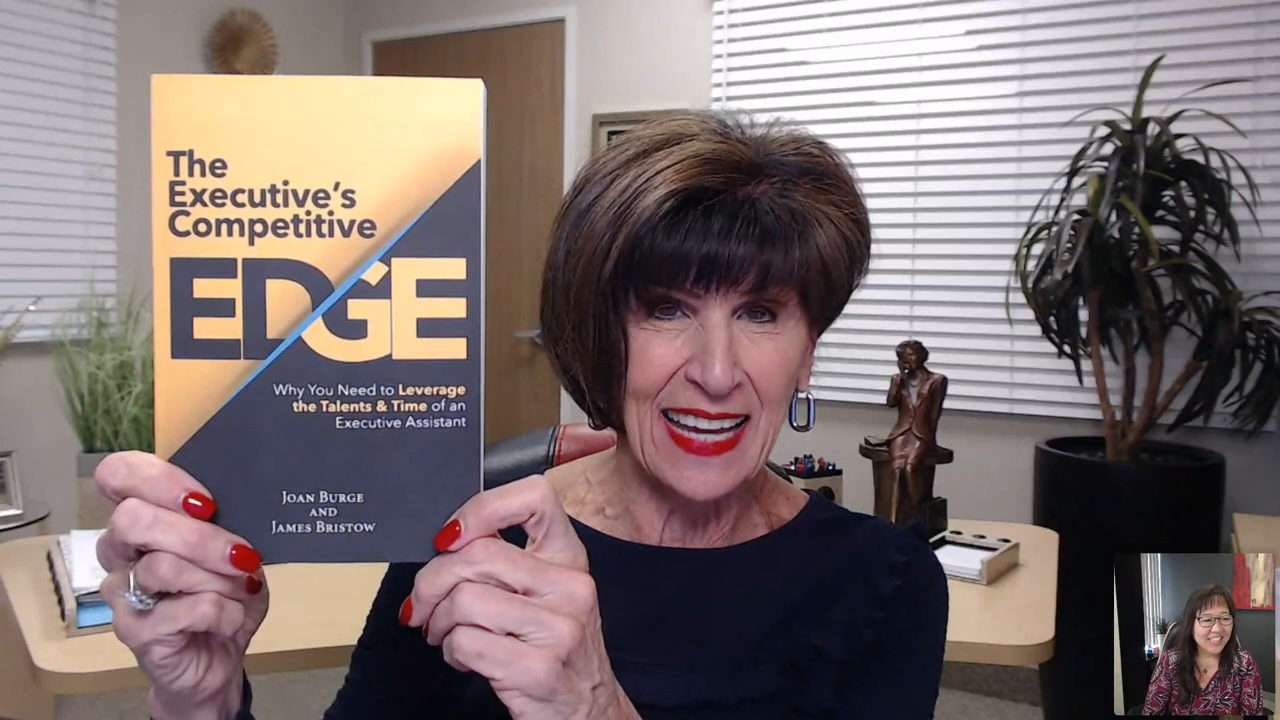 The
Executive's
Competitive
EDGE
Why You Need to Leverage
the Talents & Time of an
Executive Assistant
Joan Burge
and
James Bristow